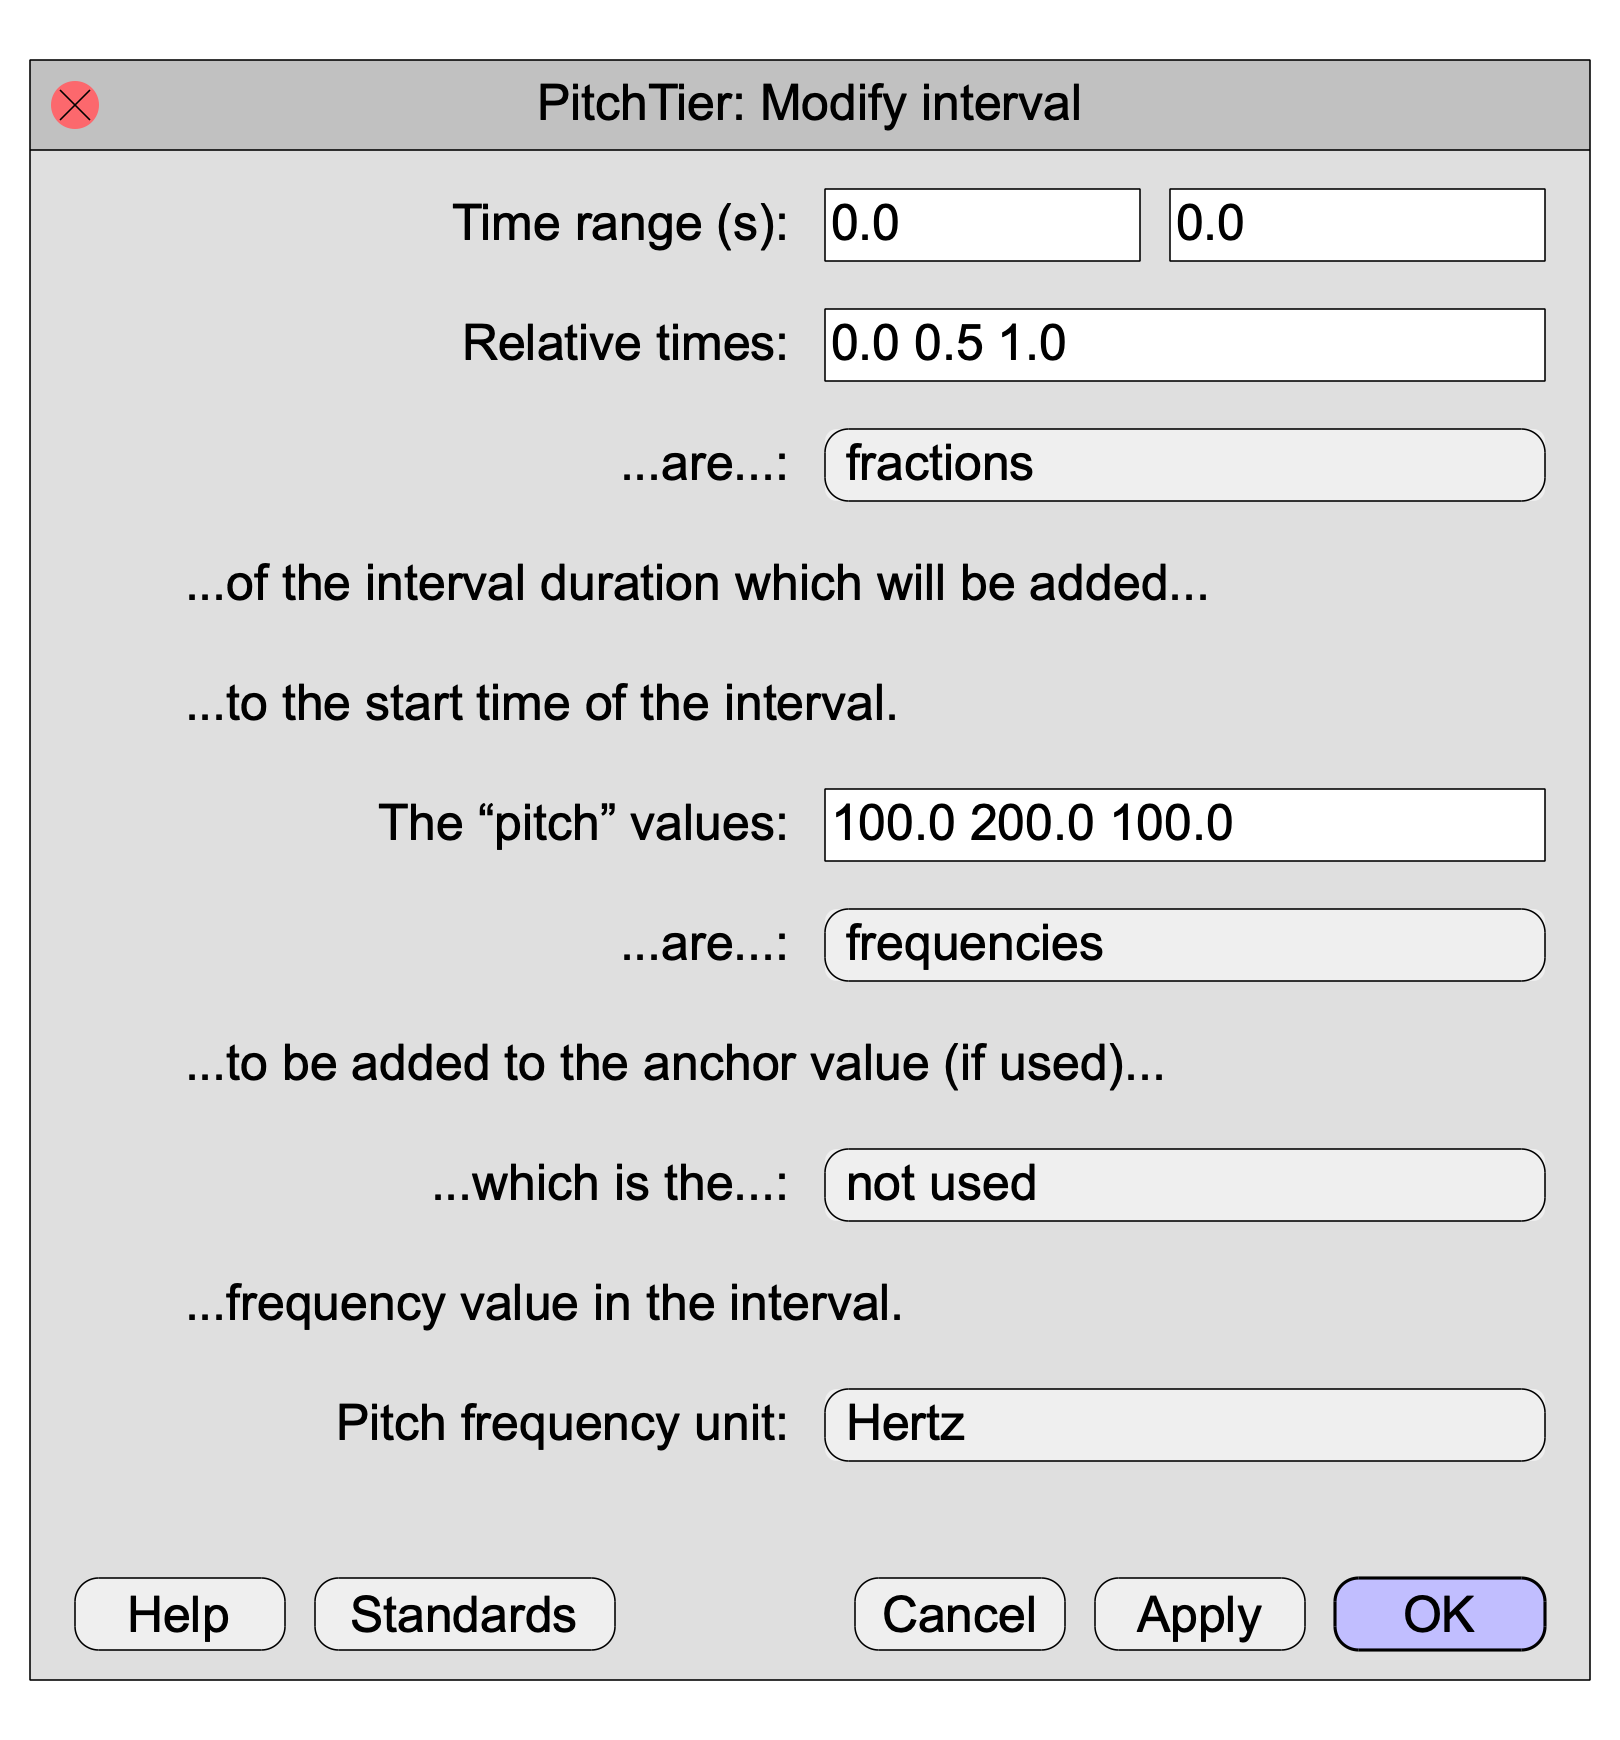 PitchTier: Modify interval
Time range (s): 0.0 0.0
Relative times: 0.0 0.5 1.0
...are...: fractions
...of the interval duration which will be added...
...to the start time of the interval.
The “pitch” values: 100.0 200.0 100.0
...are...: frequencies
...to be added to the anchor value (if used)...
...which is the...: not used
...frequency value in the interval.
Pitch frequency unit: Hertz
Help Standards Cancel Apply OK